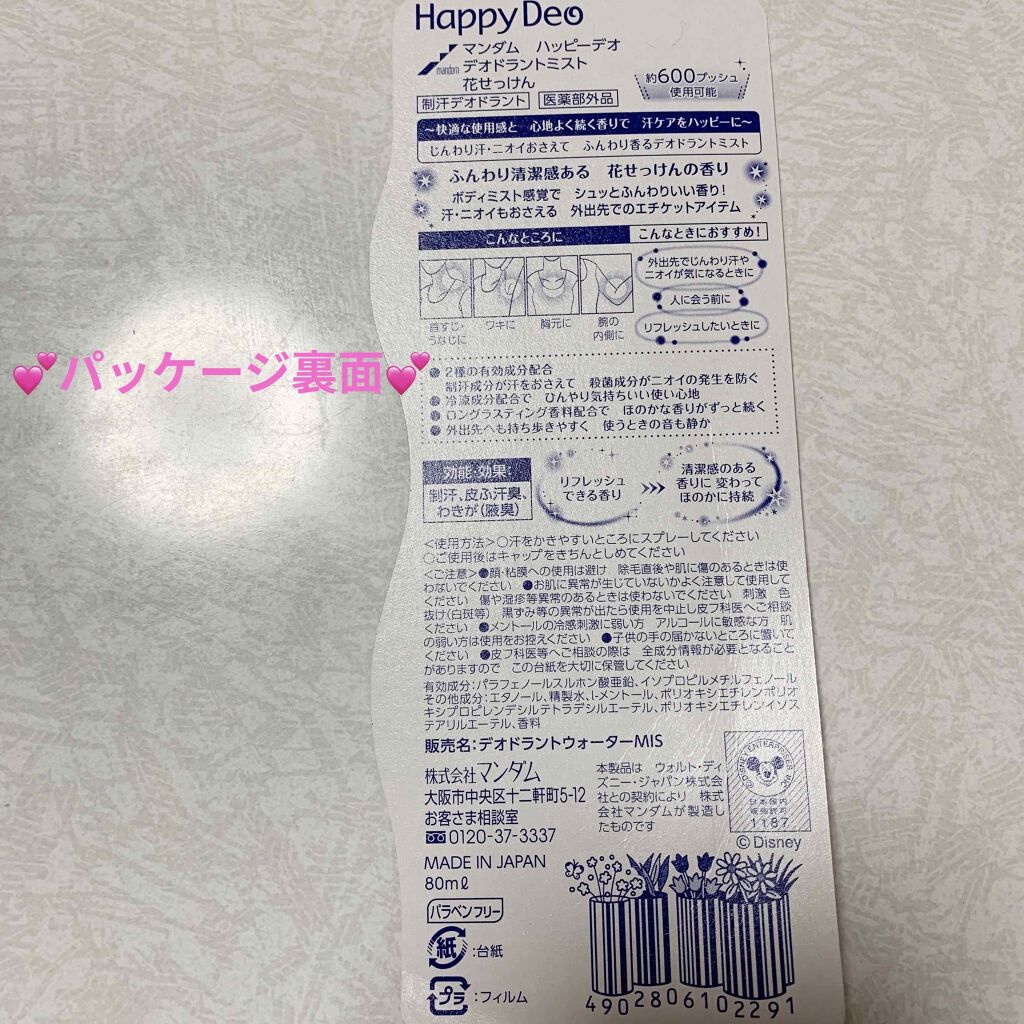 Happy Deo
mandom
マンダム ハッピーデオ
デオドラントミスト
花せっけん
約600プッシュ
使用可能
制汗デオドラント 医薬部外品
〜快適な使用感と 心地よく続く香りで 汗ケアをハッピーに〜
じんわり汗・ニオイおさえて ふんわり香るデオドラントミスト
ふんわり清潔感ある 花せっけんの香り
ボディミスト感覚で シュッとふんわりいい香り!
汗・ニオイもおさえる 外出先でのエチケットアイテム
こんなところに
首すじ・
うなじに
ワキに
胸元に
腕の
内側に
こんなときにおすすめ!
外出先でじんわり汗や
ニオイが気になるときに
人に会う前に
リフレッシュしたいときに
💕パッケージ裏面💕
●2種の有効成分配合
制汗成分が汗をおさえて 殺菌成分がニオイの発生を防ぐ
●冷涼成分配合で ひんやり気持ちいい使い心地
●ロングラスティング香料配合で ほのかな香りがずっと続く
●外出先へも持ち歩きやすく 使うときの音も静か
効能・効果:
制汗、皮ふ汗臭、
わきが(腋臭)
リフレッシュ
できる香り
>>>
清潔感のある
香りに 変わって
ほのかに持続
<使用方法>○汗をかきやすいところにスプレーしてください
○ご使用後はキャップをきちんとしめてください
<ご注意>●顔・粘膜への使用は避け 除毛直後や肌に傷のあるときは使
わないでください ●お肌に異常が生じていないかよく注意して使用して
ください 傷や湿疹等異常のあるときは使わないでください 刺激 色
抜け(白斑等) 黒ずみ等の異常が出たら使用を中止し皮フ科医へご相談
ください ●メントールの冷感刺激に弱い方 アルコールに敏感な方 肌
の弱い方は使用をお控えください ●子供の手の届かないところに置いて
ください ●皮フ科医等へご相談の際は 全成分情報が必要となること
がありますので この台紙を大切に保管してください
有効成分:パラフェノールスルホン酸亜鉛、イソプロピルメチルフェノール
その他成分:エタノール、精製水、l-メントール、ポリオキシエチレンポリオ
キシプロピレンデシルテトラデシルエーテル、ポリオキシエチレンイソス
テアリルエーテル、香料
販売名:デオドラントウォーターMIS
株式会社マンダム
大阪市中央区十二軒町5-12
お客さま相談室
0120-37-3337
MADE IN JAPAN
80mℓ
本製品は ウォルト・ディ
ズニー・ジャパン株式会
社との契約により 株式
会社マンダムが製造し
たものです
©DISNEY ENTERPRISES INC.
日本国内
販売許可
1187
©Disney
パラベンフリー
紙:台紙
プラ:フィルム
4902806102291